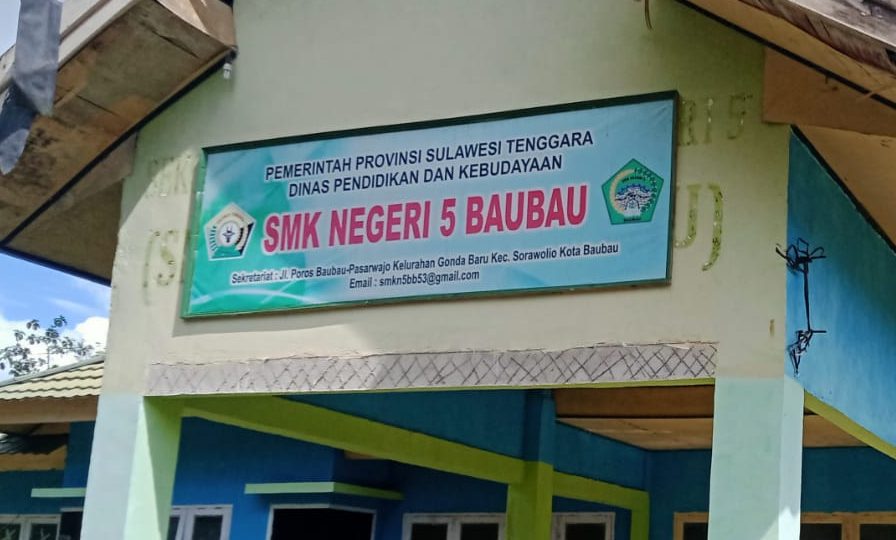 PEMERINTAH PROVINSI SULAWESI TENGGARA
DINAS PENDIDIKAN DAN KEBUDAYAAN
SMK NEGERI 5 BAUBAU
Sekretariat : Jl. Poros Baubau-Pasarwajo Kelurahan Gonda Baru Kec. Sorawolio Kota Baubau
Email : smkn5bb53@gmail.com